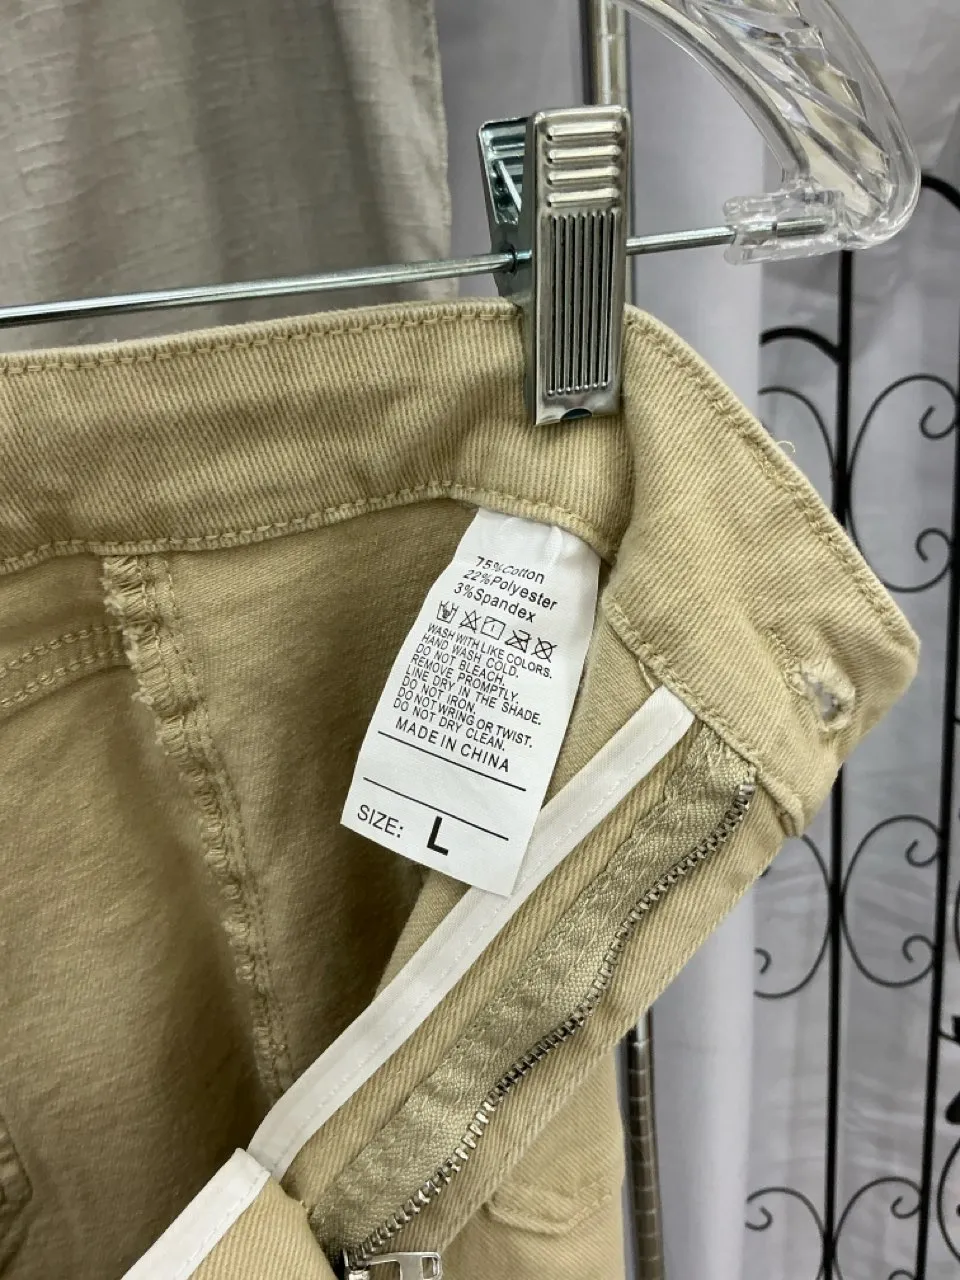 75%Cotton
22%Polyester
3%Spandex
WASH WITH LIKE COLORS.
HAND WASH COLD.
DO NOT BLEACH.
REMOVE PROMPTLY.
LINE DRY IN THE SHADE.
DO NOT IRON.
DO NOT WRING OR TWIST.
DO NOT DRY CLEAN.
MADE IN CHINA
SIZE: L